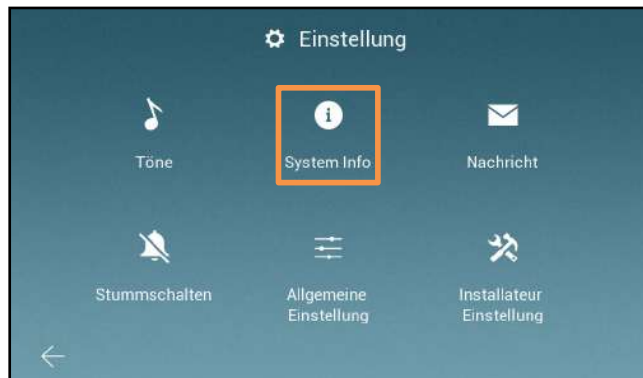 Einstellung
Töne
System Info
Nachricht
Stummschalten
Allgemeine
Einstellung
Installateur
Einstellung